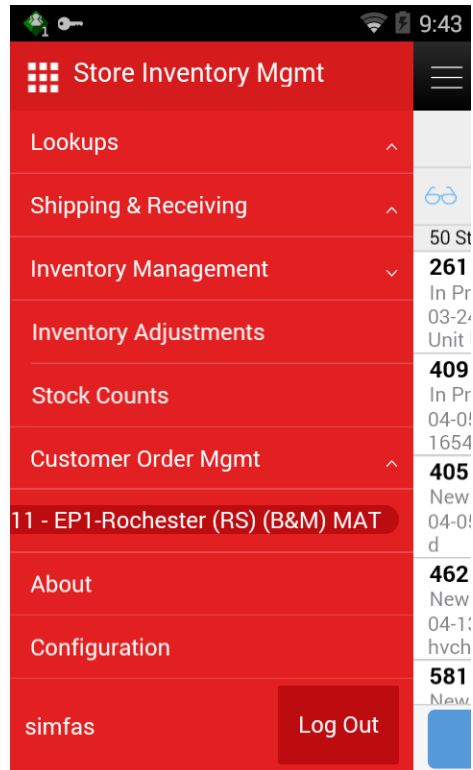 1
9:43
Store Inventory Mgmt
Lookups
Shipping & Receiving
Inventory Management
Inventory Adjustments
Stock Counts
Customer Order Mgmt
11 - EP1-Rochester (RS) (B&M) MAT
About
Configuration
simfas
Log Out
50 St
261
In Pr
03-24
Unit
409
In Pr
04-05
1654
405
New
04-05
d
462
New
04-13
hvch
581
New